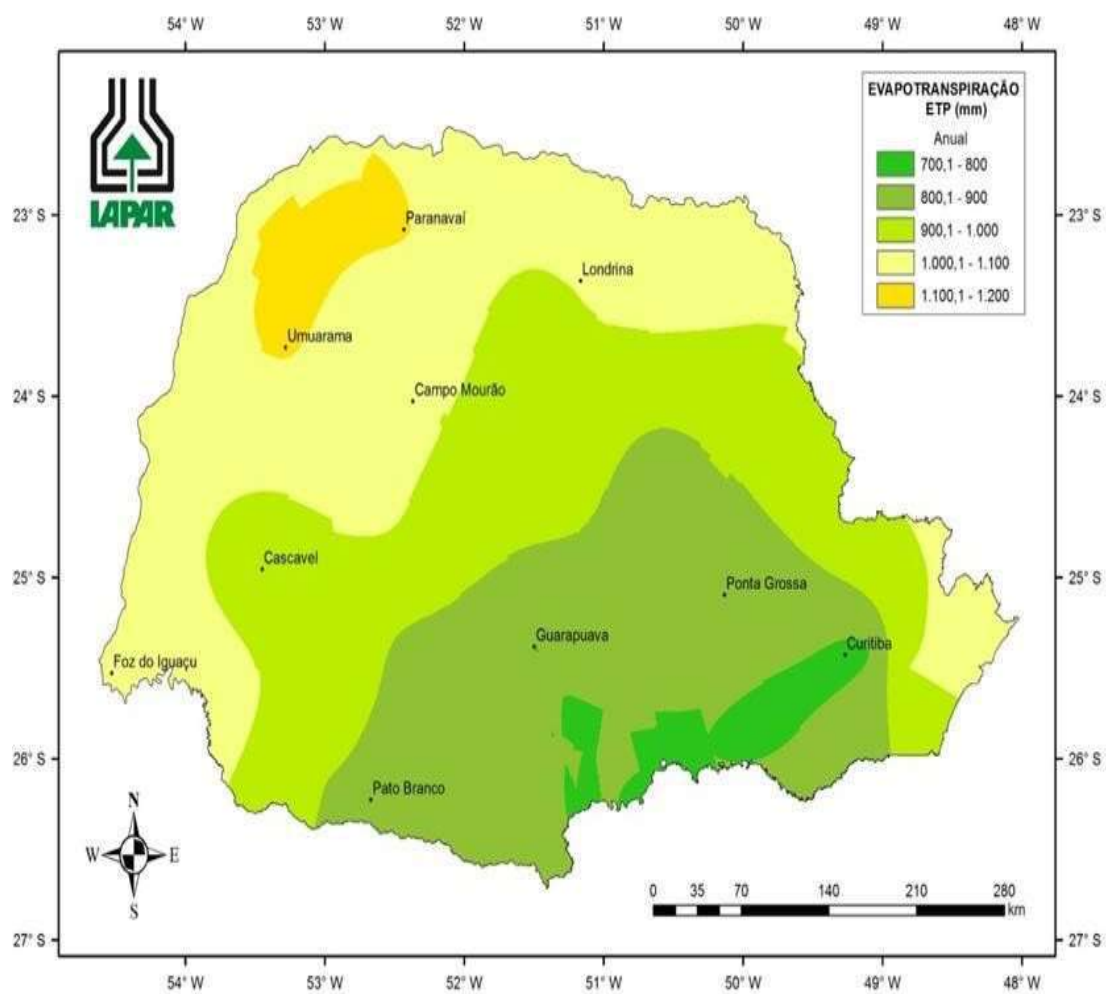 54° W 53° W 52° W 51° W 50° W 49° W 48° W
IAPAR
EVAPOTRANSPIRAÇÃO
ETP (mm)
Anual
700,1 - 800
800,1 - 900
900,1 - 1.000
1.000,1 - 1.100
1.100,1 - 1.200
23° S
23° S
Paranavaí
Londrina
Umuarama
24° S
24° S
Campo Mourão
Cascavel
25° S
25° S
Ponta Grossa
Guarapuava
Curitiba
Foz do Iguaçu
26° S
26° S
Pato Branco
N
W E
S
0 35 70 140 210 280
km
27° S
27° S
54° W 53° W 52° W 51° W 50° W 49° W 48° W